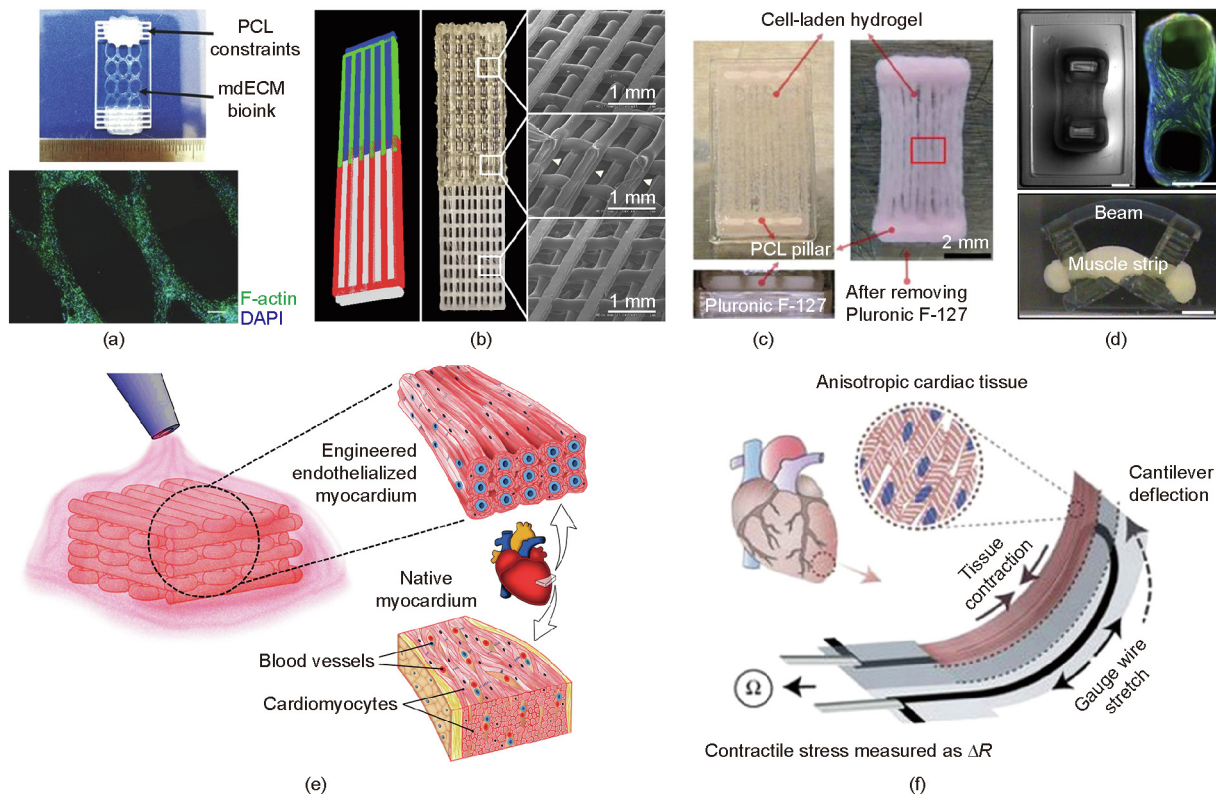 PCL
constraints
mdECM
bioink
F-actin
DAPI
(a)
1 mm
1 mm
1 mm
(b)
Cell-laden hydrogel
PCL pillar
2 mm
Pluronic F-127
After removing
Pluronic F-127
(c)
Beam
Muscle strip
(d)
Engineered
endothelialized
myocardium
Native
myocardium
Blood vessels
Cardiomyocytes
(e)
Anisotropic cardiac tissue
Cantilever
deflection
Tissue
contraction
Gauge wire
stretch
Ω
Contractile stress measured as ΔR
(f)